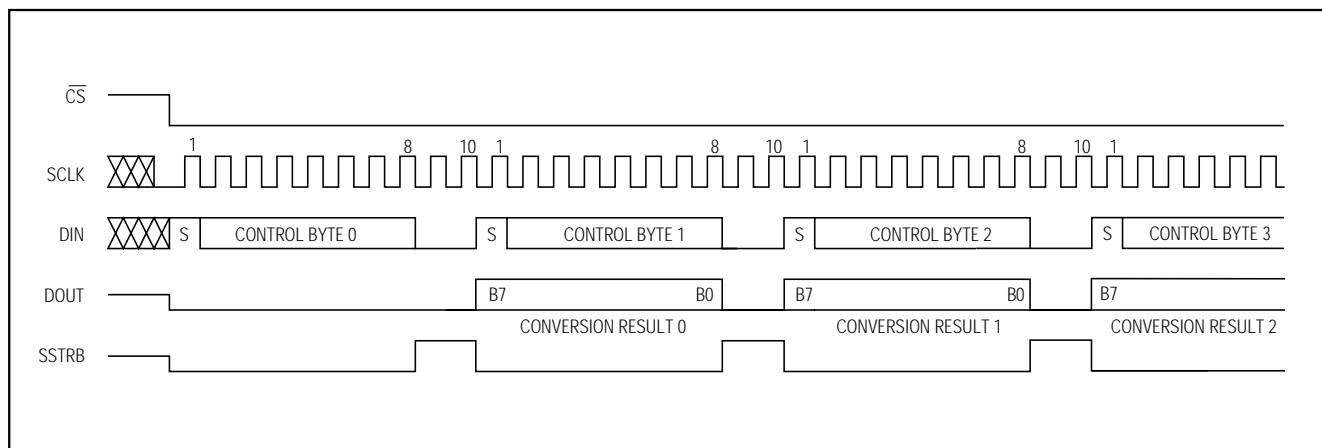 CS
1 8 10 1 8 10 1 8 10 1
SCLK
DIN S CONTROL BYTE 0 S CONTROL BYTE 1 S CONTROL BYTE 2 S CONTROL BYTE 3
DOUT B7 B0 B7 B0 B7
CONVERSION RESULT 0 CONVERSION RESULT 1 CONVERSION RESULT 2
SSTRB